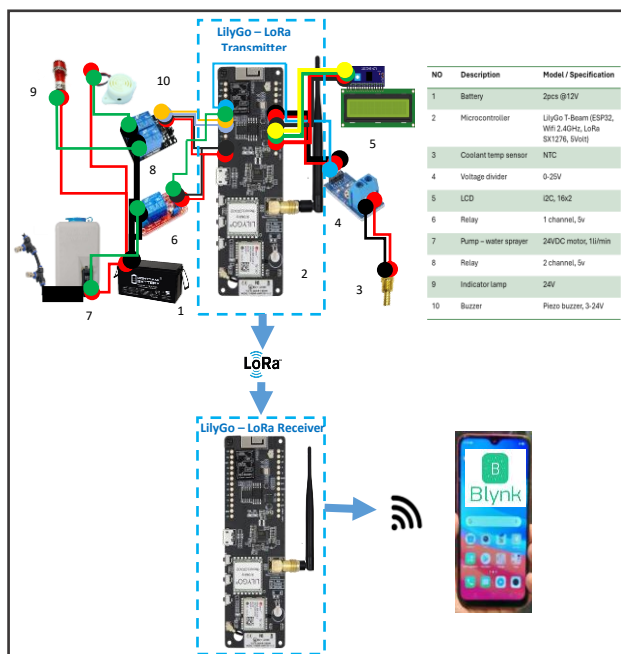 LilyGo – LoRa
Transmitter
10
9
8
6
7
1
2
5
4
3
NO Description Model / Specification
1 Battery 2pcs @12V
2 Microcontroller LilyGo T-Beam (ESP32,
Wifi 2.4GHz, LoRa
SX1276, 5Volt)
3 Coolant temp sensor NTC
4 Voltage divider 0-25V
5 LCD i2C, 16x2
6 Relay 1 channel, 5v
7 Pump – water sprayer 24VDC motor, 1li/min
8 Relay 2 channel, 5v
9 Indicator lamp 24V
10 Buzzer Piezo buzzer, 3-24V
LILYGO
LoRa
LilyGo – LoRa Receiver
LILYGO
B
Blynk